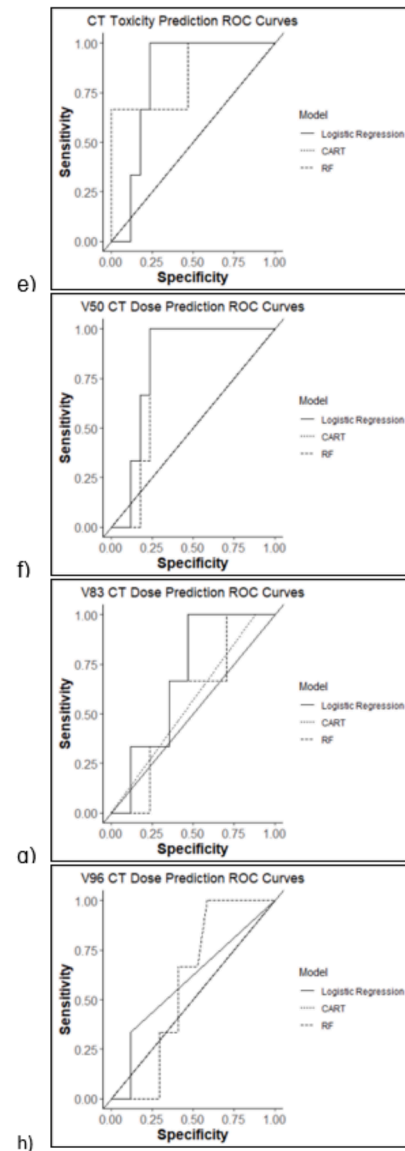 CT Toxicity Prediction ROC Curves
1.00
0.75
0.50
0.25
0.00
Sensitivity
0.00 0.25 0.50 0.75 1.00
Specificity
Model
Logistic Regression
CART
RF
e)
V50 CT Dose Prediction ROC Curves
1.00
0.75
0.50
0.25
0.00
Sensitivity
0.00 0.25 0.50 0.75 1.00
Specificity
Model
Logistic Regression
CART
RF
f)
V83 CT Dose Prediction ROC Curves
1.00
0.75
0.50
0.25
0.00
Sensitivity
0.00 0.25 0.50 0.75 1.00
Specificity
Model
Logistic Regression
CART
RF
g)
V96 CT Dose Prediction ROC Curves
1.00
0.75
0.50
0.25
0.00
Sensitivity
0.00 0.25 0.50 0.75 1.00
Specificity
Model
Logistic Regression
CART
RF
h)